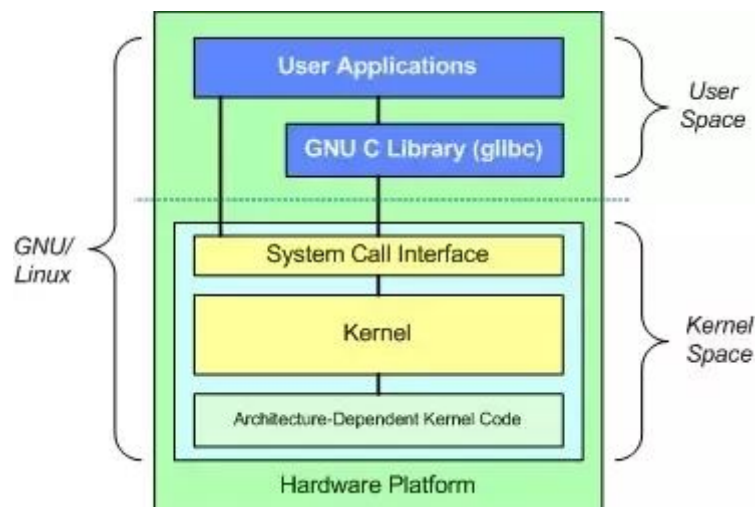 User Applications
GNU C Library (glibc)
User
Space
GNU/
Linux
System Call Interface
Kernel
Kernel
Space
Architecture-Dependent Kernel Code
Hardware Platform